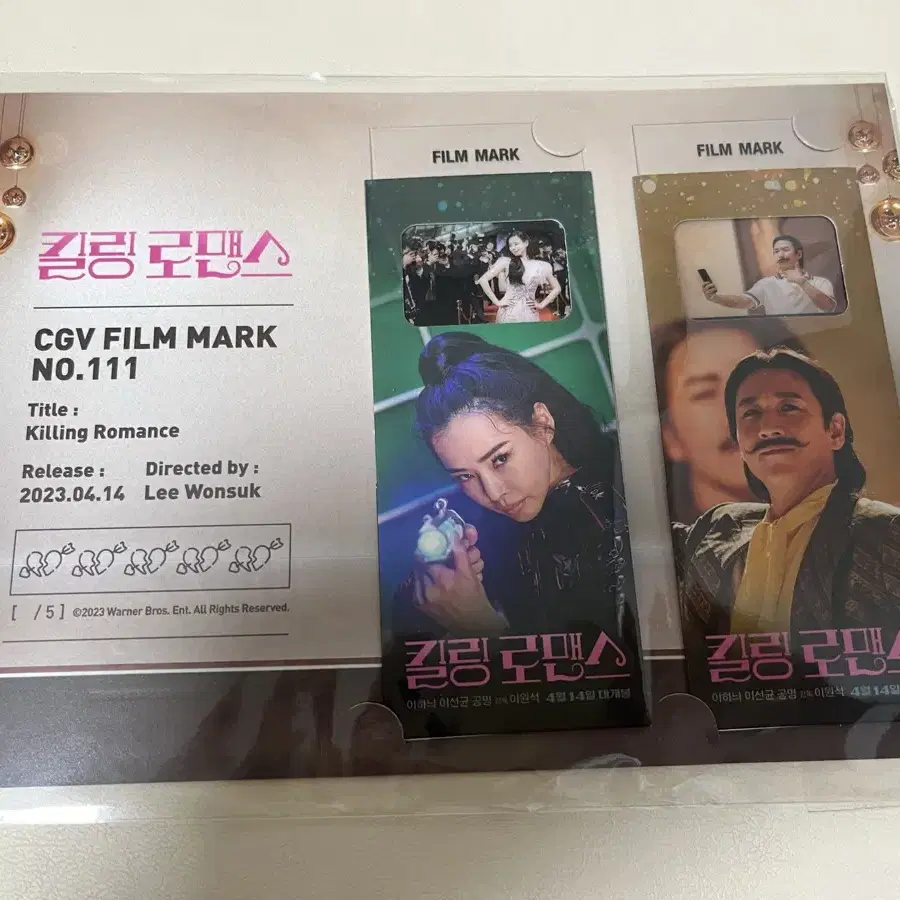 킬링 로맨스
CGV FILM MARK
NO.111
Title :
Killing Romance
Release :
2023.04.14
Directed by :
Lee Wonsuk
[ /5] ©2023 Warner Bros. Ent. All Rights Reserved.
FILM MARK
킬링 로맨스
이하늬 이선균 공명 감독 이원석 4월 14일 대개봉
FILM MARK
킬링 로맨스
이하늬 이선균 공명 감독 이원석 4월 14일